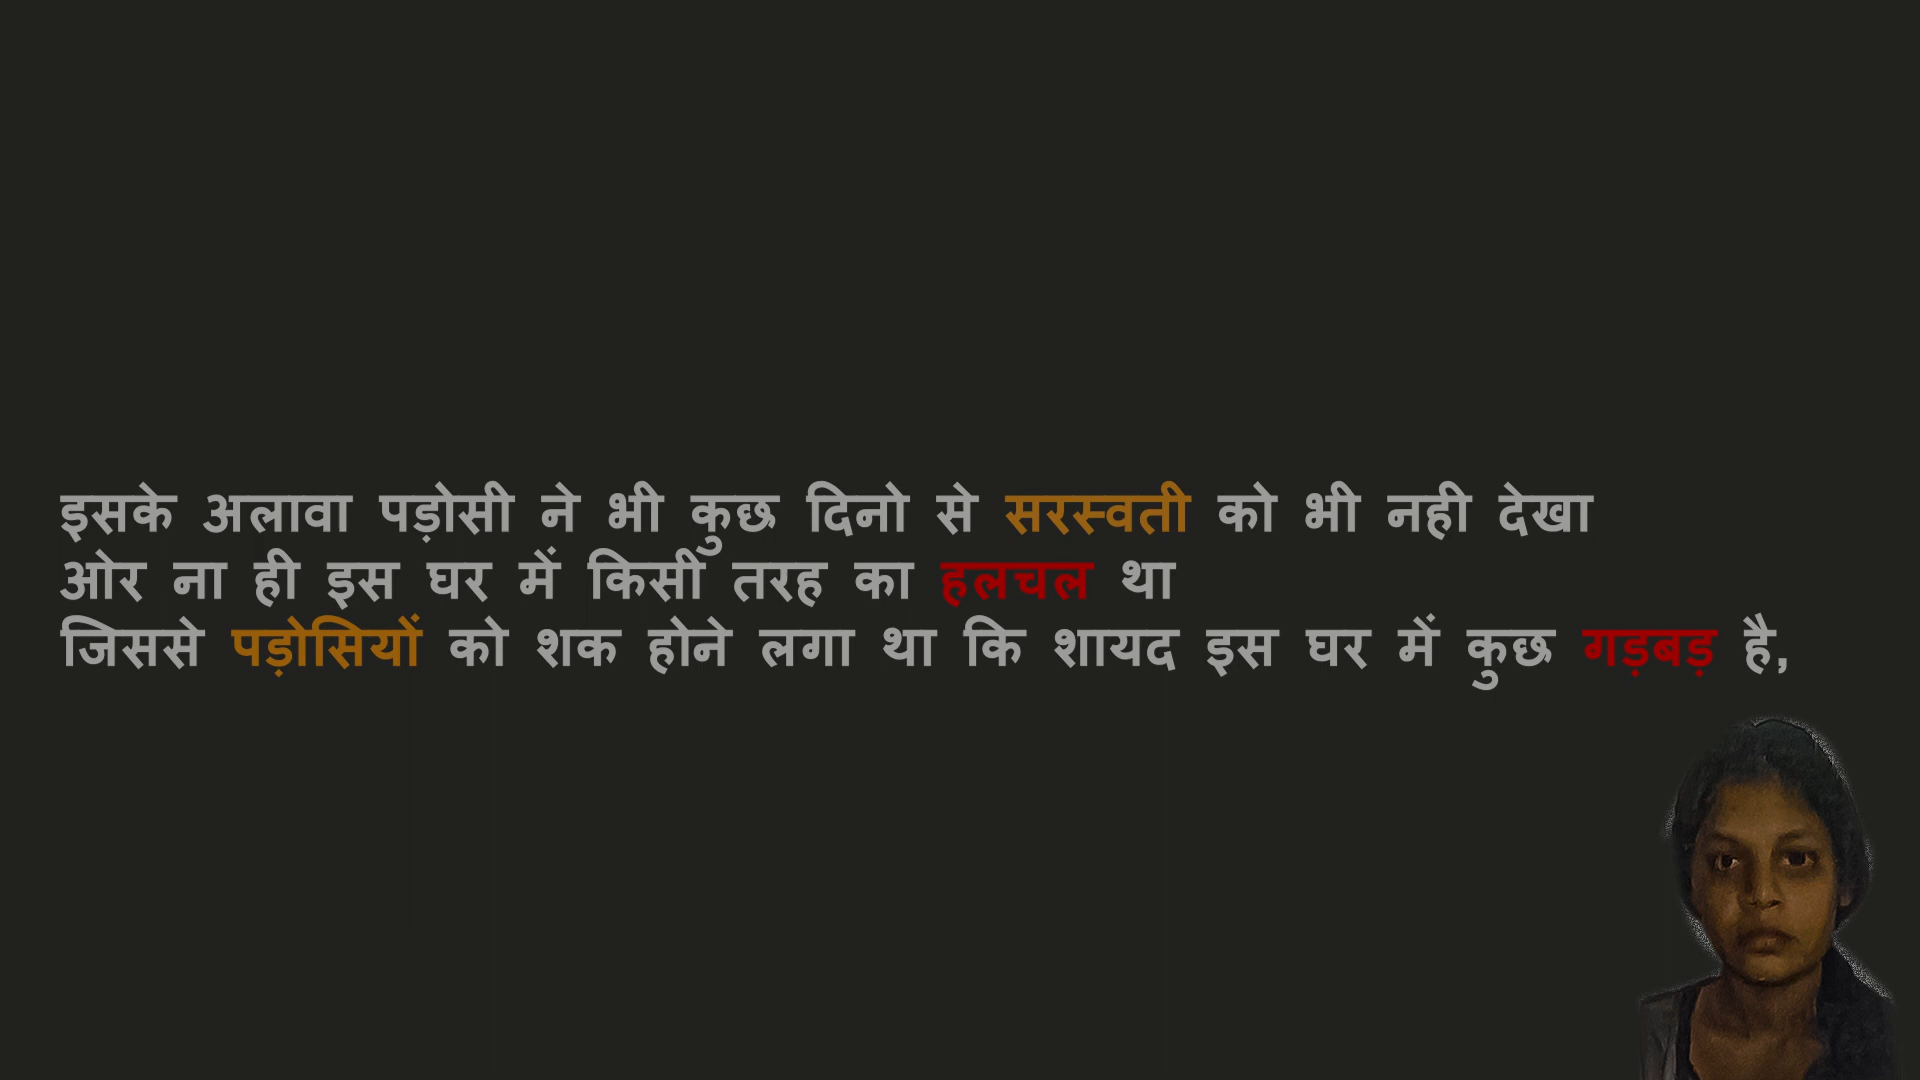 इसके अलावा पड़ोसी ने भी कुछ दिनो से सरस्वती को भी नही देखा
ओर ना ही इस घर में किसी तरह का हलचल था
जिससे पड़ोसियों को शक होने लगा था कि शायद इस घर में कुछ गड़बड़ है,